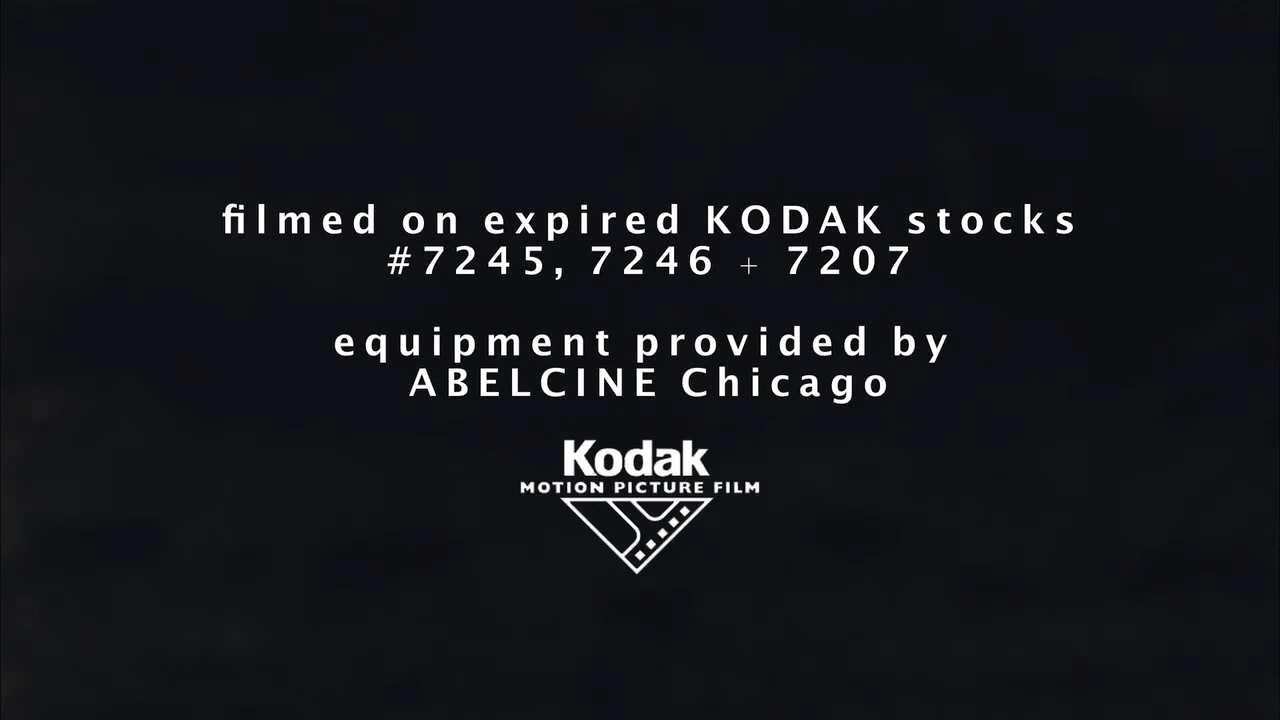 filmed on expired KODAK stocks
#7245, 7246 + 7207
equipment provided by
ABELCINE Chicago
Kodak
MOTION PICTURE FILM